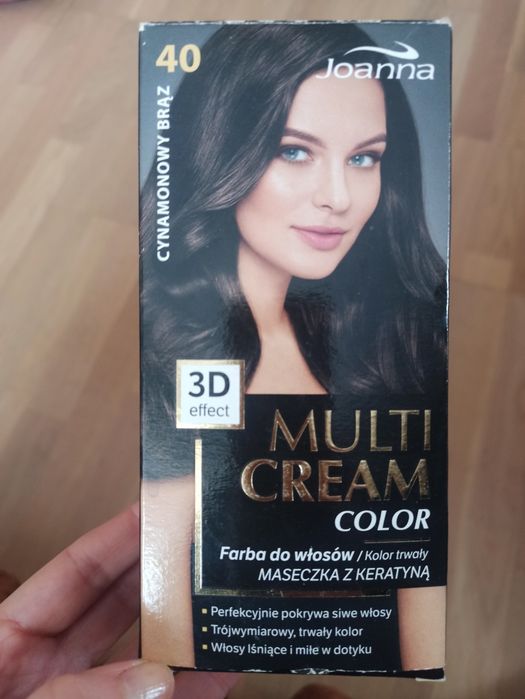 40
CYNAMONOWY BRĄZ
Joanna
3D
effect
MULTI
CREAM
COLOR
Farba do włosów / Kolor trwały
MASECZKA Z KERATYNĄ
Perfekcyjnie pokrywa siwe włosy
Trójwymiarowy, trwały kolor
Włosy lśniące i miłe w dotyku